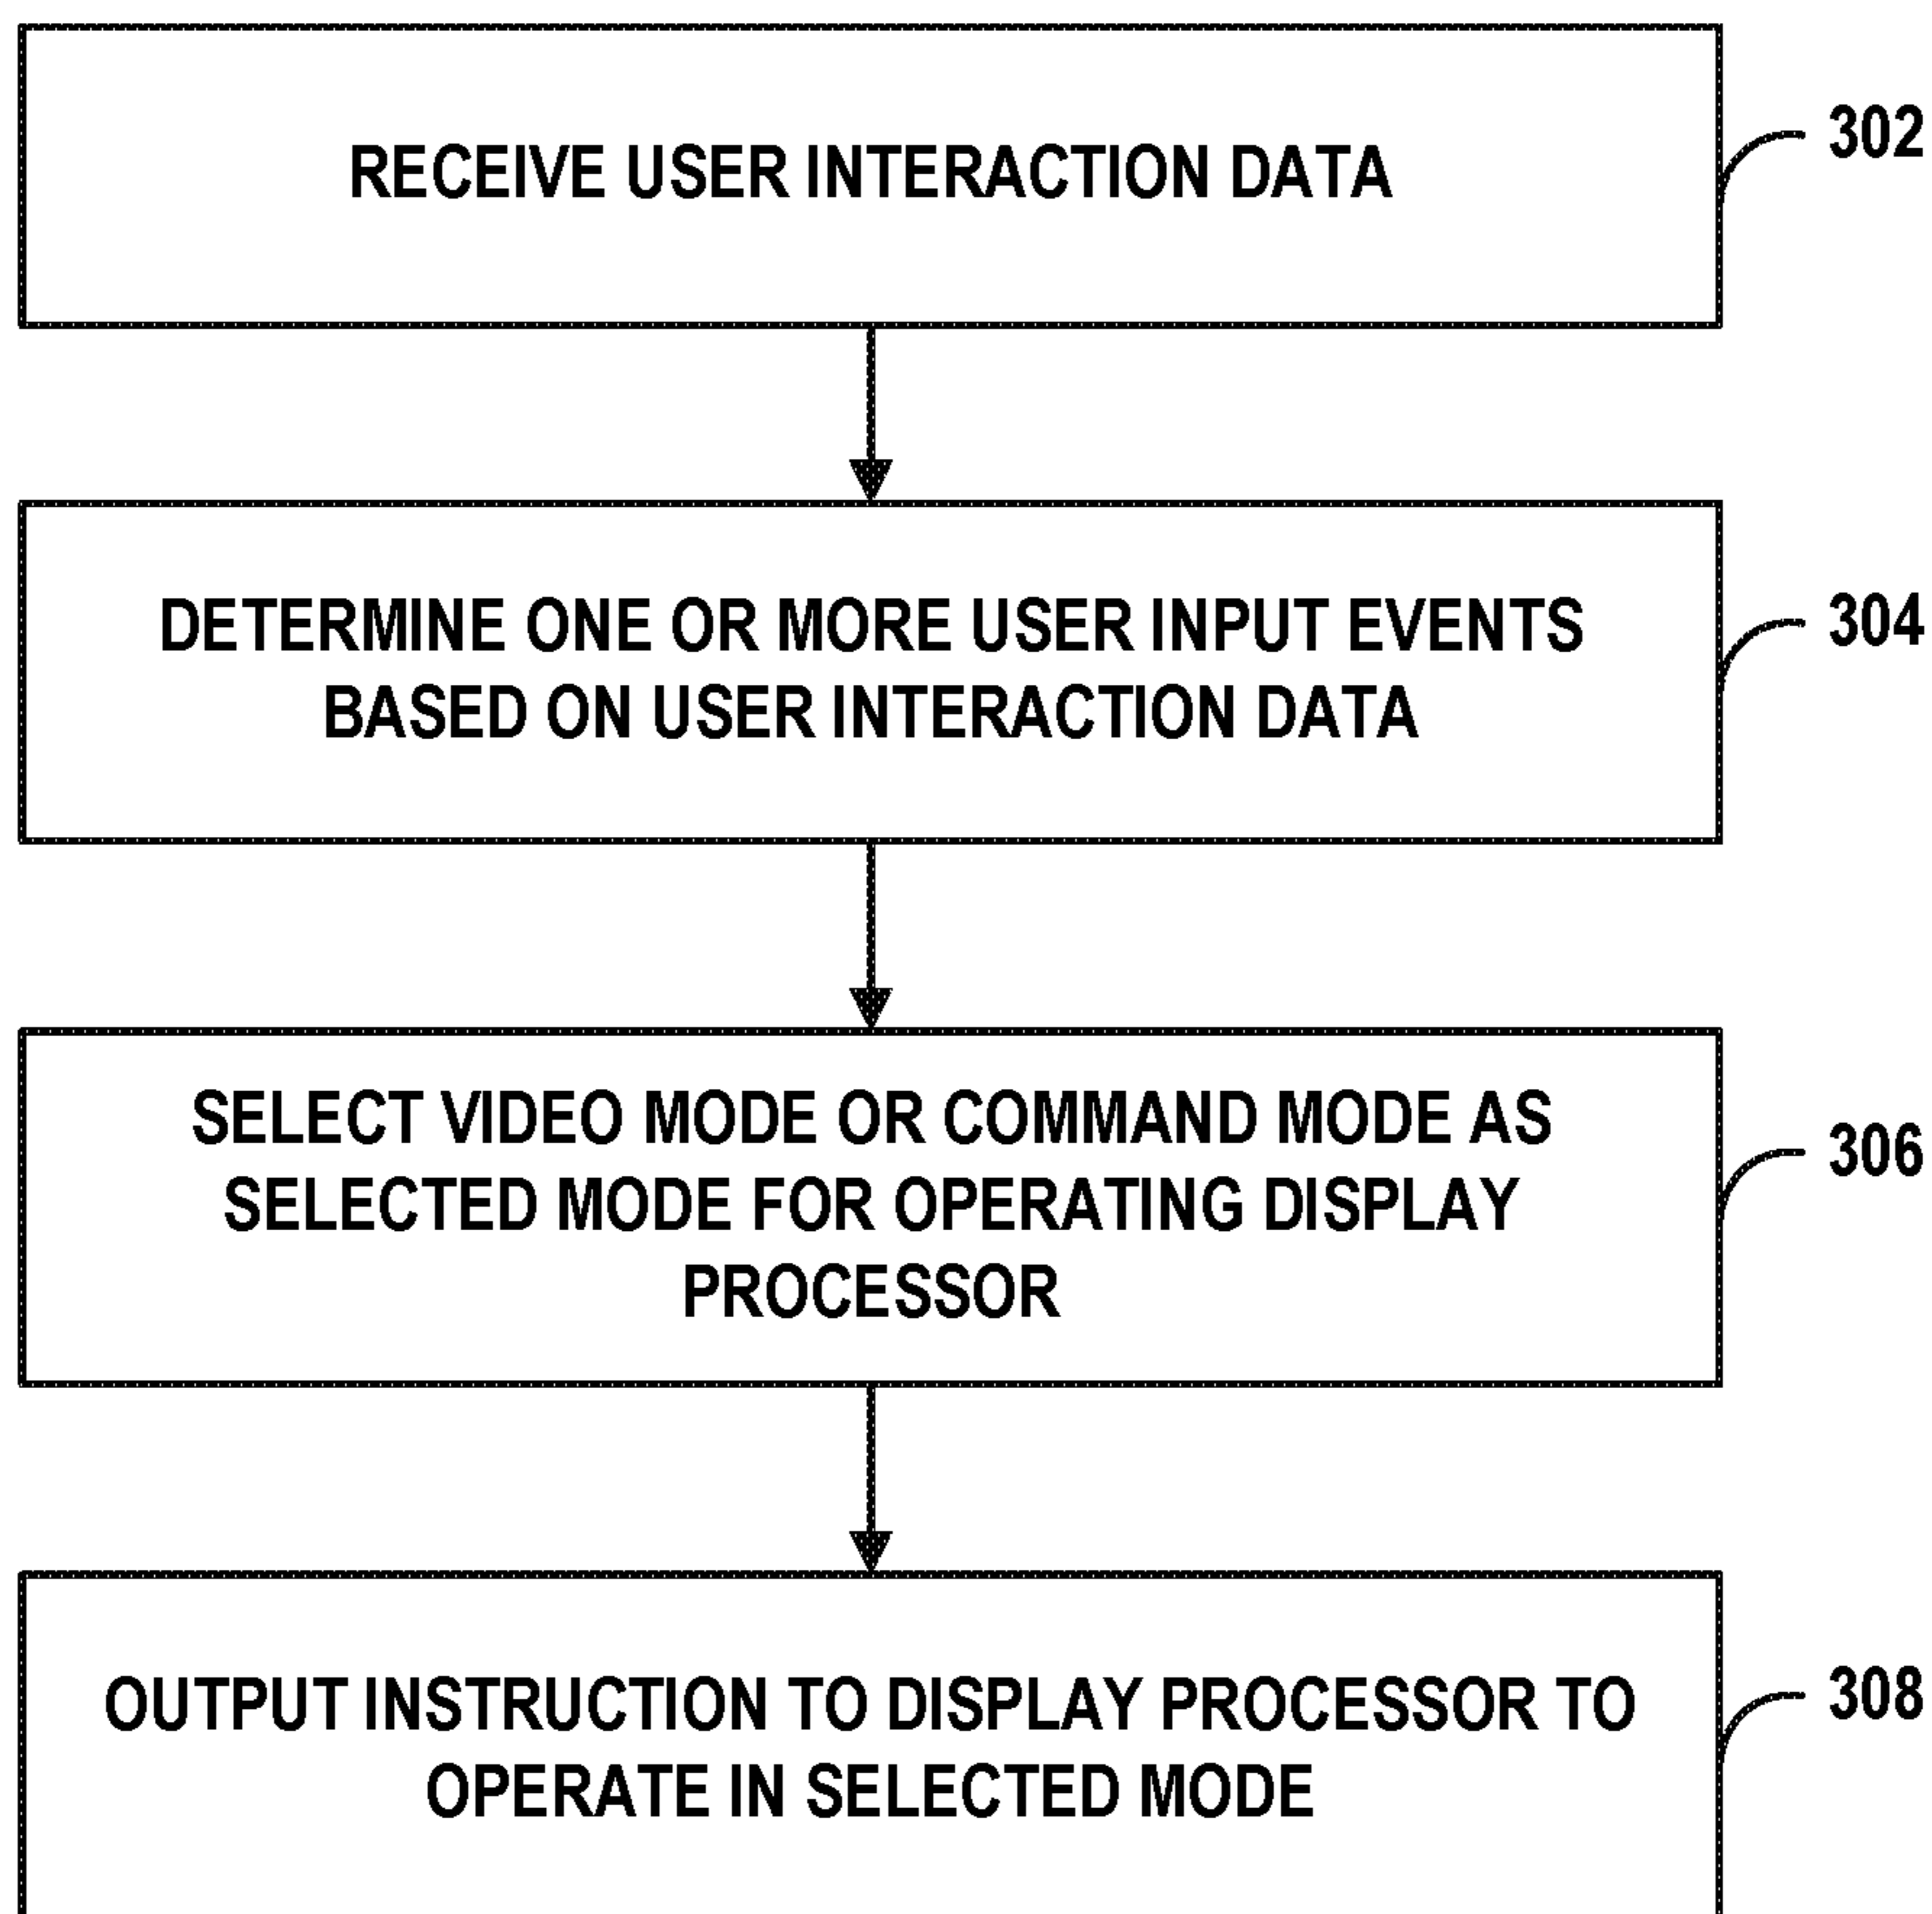 RECEIVE USER INTERACTION DATA
302
DETERMINE ONE OR MORE USER INPUT EVENTS
BASED ON USER INTERACTION DATA
304
SELECT VIDEO MODE OR COMMAND MODE AS
SELECTED MODE FOR OPERATING DISPLAY
PROCESSOR
306
OUTPUT INSTRUCTION TO DISPLAY PROCESSOR TO
OPERATE IN SELECTED MODE
308